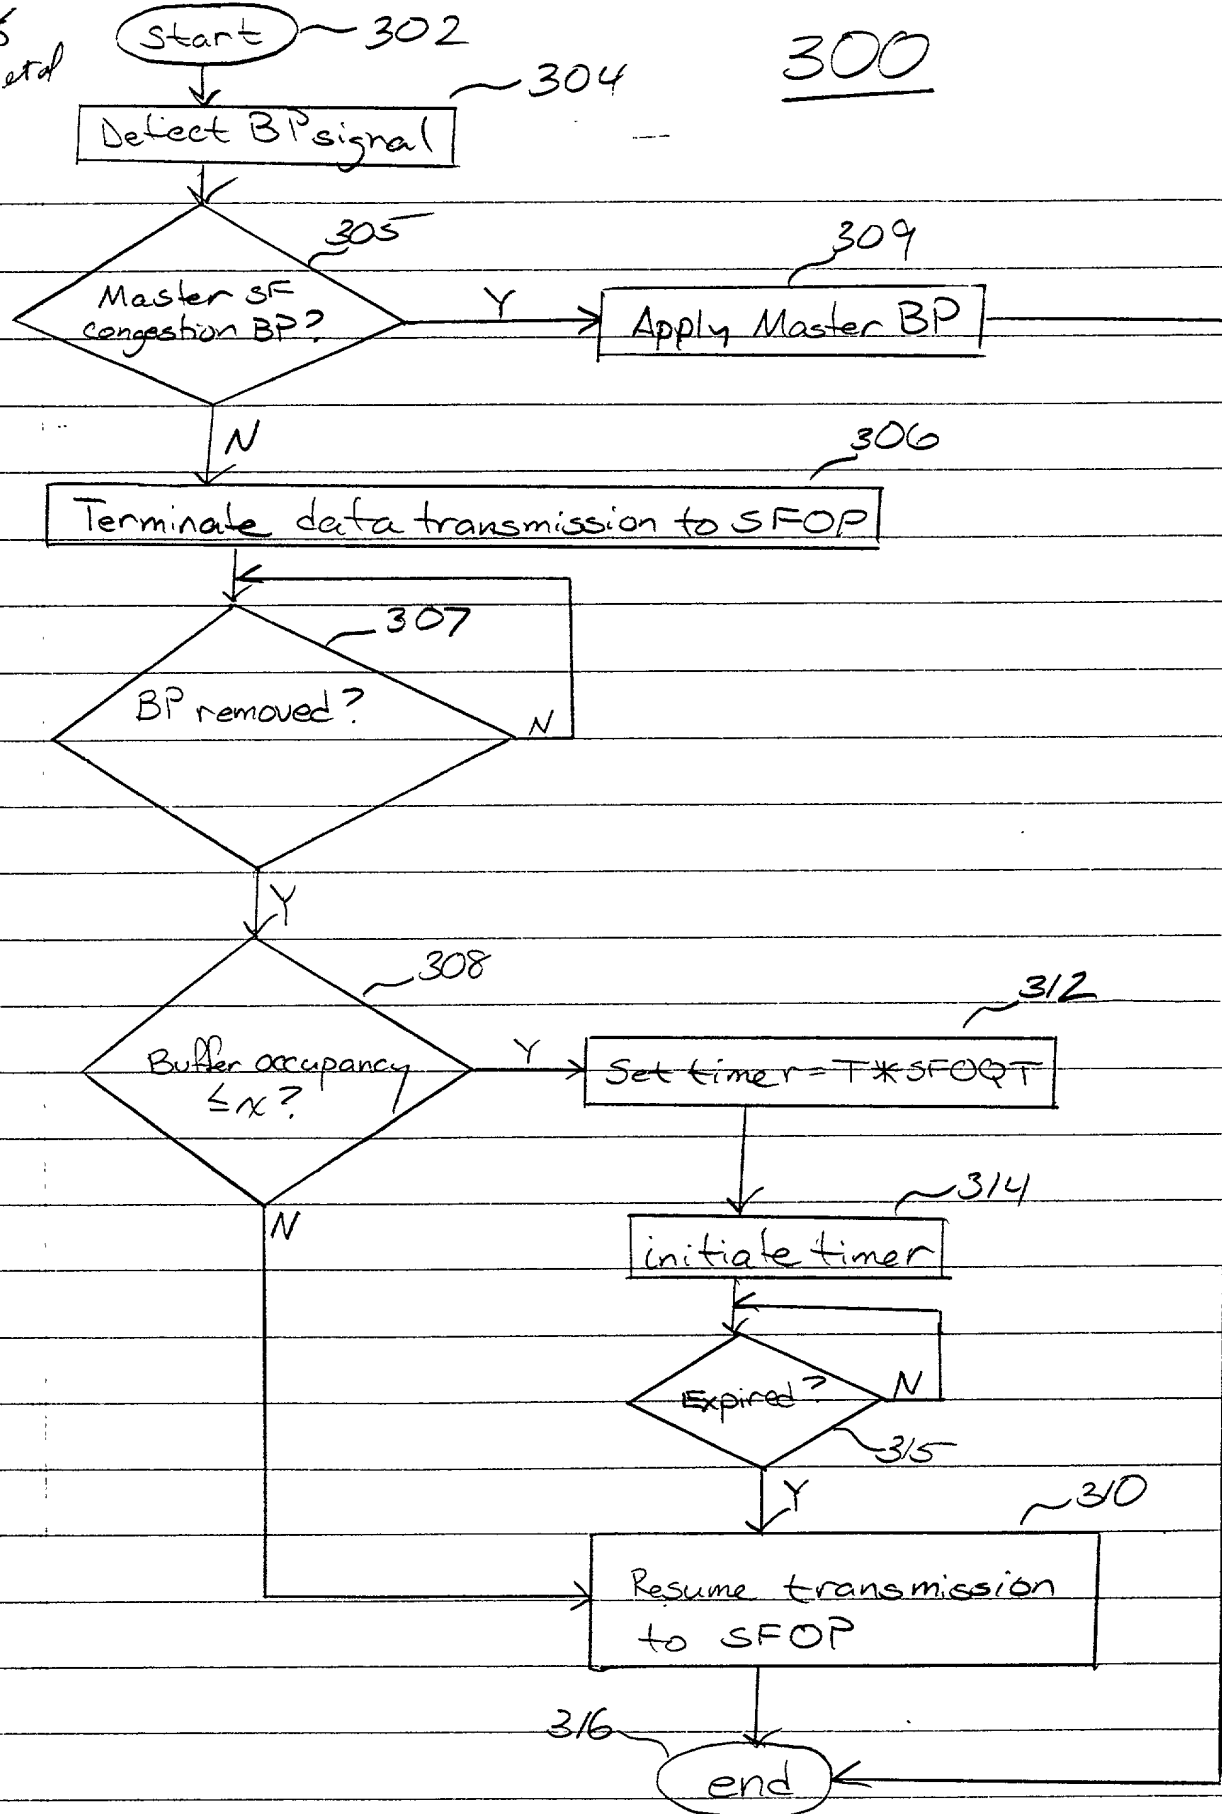 start 302
et al
300
304
Detect BP signal
305
309
Master SF
congestion BP?
Y
Apply Master BP
N
306
Terminate data transmission to SFOP
307
BP removed?
N
Y
308
312
Buffer occupancy
≤ x?
Y
Set timer = T*SFOQT
314
N
initiate timer
Expired?
N
315
Y
310
Resume transmission
to SFOP
316
end